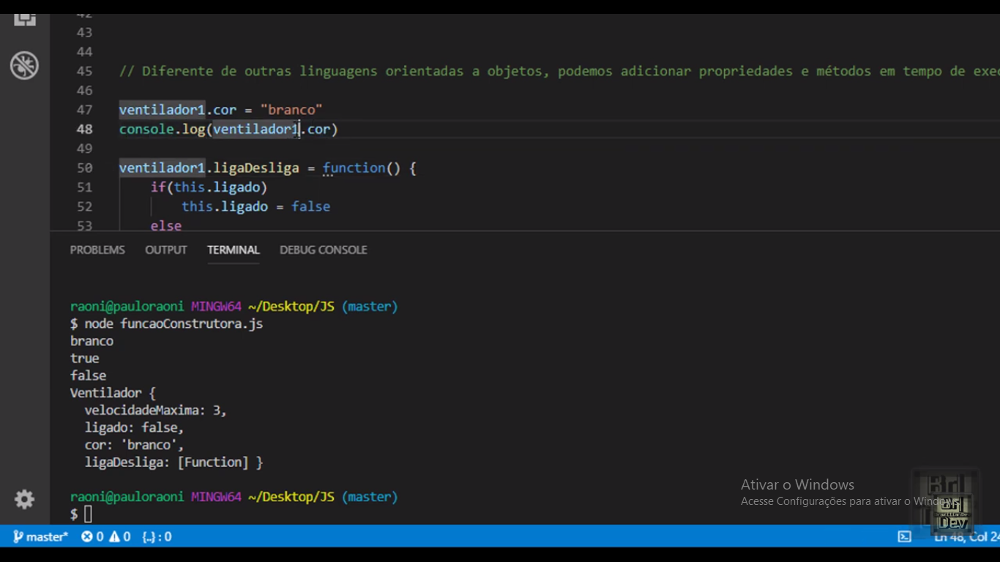 42
43
44
45 // Diferente de outras linguagens orientadas a objetos, podemos adicionar propriedades e métodos em tempo de exe
46
47 ventilador1.cor = "branco"
48 console.log(ventilador1.cor)
49
50 ventilador1.ligaDesliga = function() {
51 if(this.ligado)
52 this.ligado = false
53 else
PROBLEMS OUTPUT TERMINAL DEBUG CONSOLE
raoni@pauloraoni MINGW64 ~/Desktop/JS (master)
$ node funcaoConstrutora.js
branco
true
false
Ventilador {
velocidadeMaxima: 3,
ligado: false,
cor: 'branco',
ligaDesliga: [Function] }
raoni@pauloraoni MINGW64 ~/Desktop/JS (master)
$
Ativar o Windows
Acesse Configurações para ativar o Windows.
Brl
Dev
master* 0 0 {..} : 0
Ln 48, Col 24